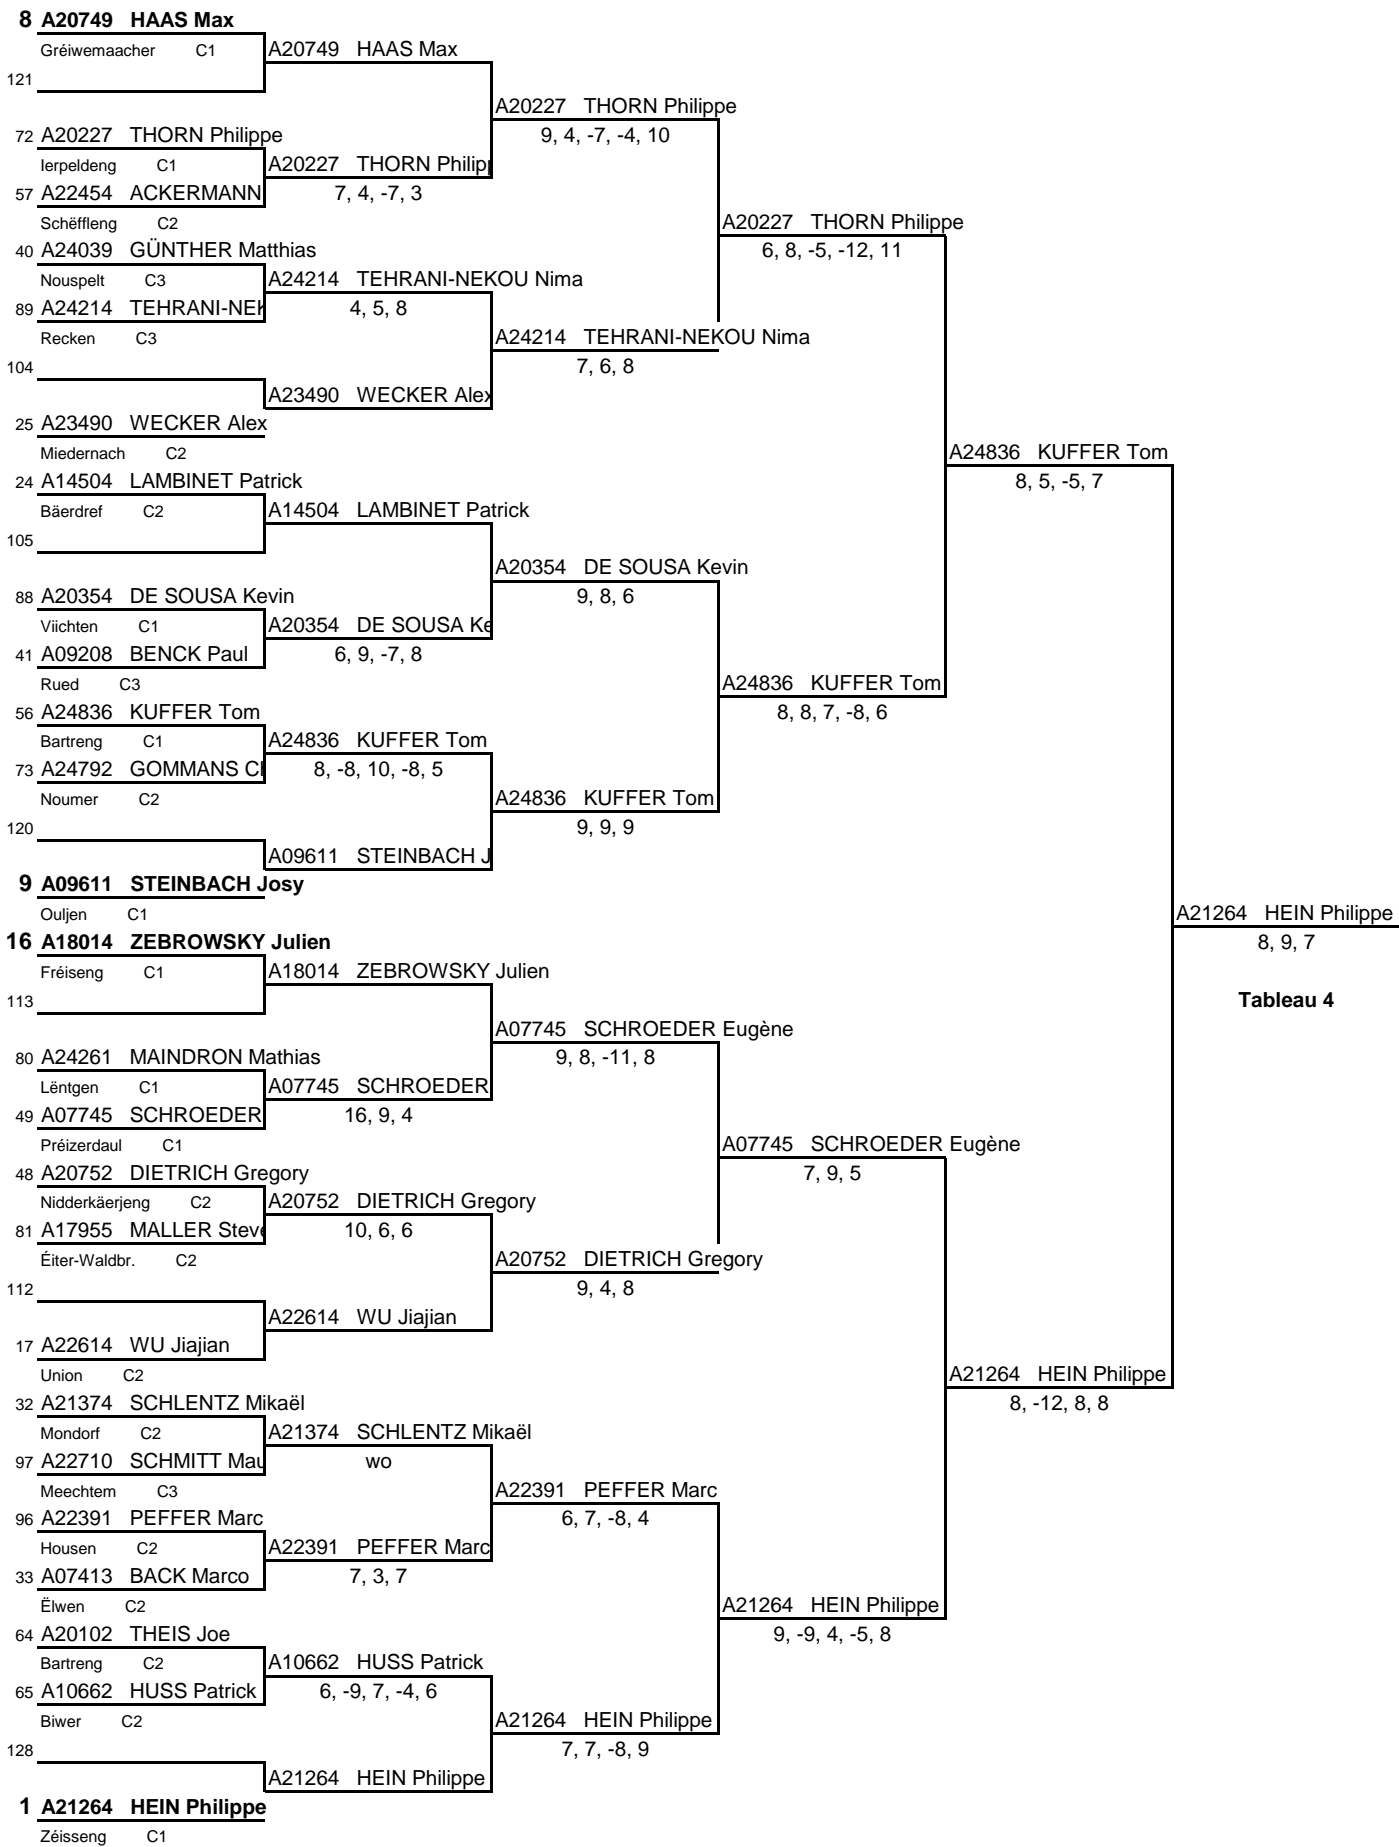 8 A20749 HAAS Max
Gréiwemaacher C1 A20749 HAAS Max
121
A20227 THORN Philippe
72 A20227 THORN Philippe 9, 4, -7, -4, 10
Ierpeldeng C1 A20227 THORN Philipp
57 A22454 ACKERMANN 7, 4, -7, 3
Schëffleng C2 A20227 THORN Philippe
40 A24039 GÜNTHER Matthias 6, 8, -5, -12, 11
Nouspelt C3 A24214 TEHRANI-NEKOU Nima
89 A24214 TEHRANI-NEK 4, 5, 8
Recken C3 A24214 TEHRANI-NEKOU Nima
104 7, 6, 8
A23490 WECKER Alex
25 A23490 WECKER Alex
Miedernach C2 A24836 KUFFER Tom
24 A14504 LAMBINET Patrick 8, 5, -5, 7
Bäerdref C2 A14504 LAMBINET Patrick
105
A20354 DE SOUSA Kevin
88 A20354 DE SOUSA Kevin 9, 8, 6
Viichten C1 A20354 DE SOUSA Ke
41 A09208 BENCK Paul 6, 9, -7, 8
Rued C3 A24836 KUFFER Tom
56 A24836 KUFFER Tom 8, 8, 7, -8, 6
Bartreng C1 A24836 KUFFER Tom
73 A24792 GOMMANS Ch 8, -8, 10, -8, 5
Noumer C2 A24836 KUFFER Tom
120 9, 9, 9
A09611 STEINBACH J
9 A09611 STEINBACH Josy
Ouljen C1 A21264 HEIN Philippe
16 A18014 ZEBROWSKY Julien 8, 9, 7
Fréiseng C1 A18014 ZEBROWSKY Julien
113 Tableau 4
A07745 SCHROEDER Eugène
80 A24261 MAINDRON Mathias 9, 8, -11, 8
Lëntgen C1 A07745 SCHROEDER
49 A07745 SCHROEDER 16, 9, 4
Préizerdaul C1 A07745 SCHROEDER Eugène
48 A20752 DIETRICH Gregory 7, 9, 5
Nidderkäerjeng C2 A20752 DIETRICH Gregory
81 A17955 MALLER Steve 10, 6, 6
Éiter-Waldbr. C2 A20752 DIETRICH Gregory
112 9, 4, 8
A22614 WU Jiajian
17 A22614 WU Jiajian
Union C2 A21264 HEIN Philippe
32 A21374 SCHLENTZ Mikaël 8, -12, 8, 8
Mondorf C2 A21374 SCHLENTZ Mikaël
97 A22710 SCHMITT Mau wo
Meechtem C3 A22391 PEFFER Marc
96 A22391 PEFFER Marc 6, 7, -8, 4
Housen C2 A22391 PEFFER Marc
33 A07413 BACK Marco 7, 3, 7
Ëlwen C2 A21264 HEIN Philippe
64 A20102 THEIS Joe 9, -9, 4, -5, 8
Bartreng C2 A10662 HUSS Patrick
65 A10662 HUSS Patrick 6, -9, 7, -4, 6
Biwer C2 A21264 HEIN Philippe
128 7, 7, -8, 9
A21264 HEIN Philippe
1 A21264 HEIN Philippe
Zéisseng C1